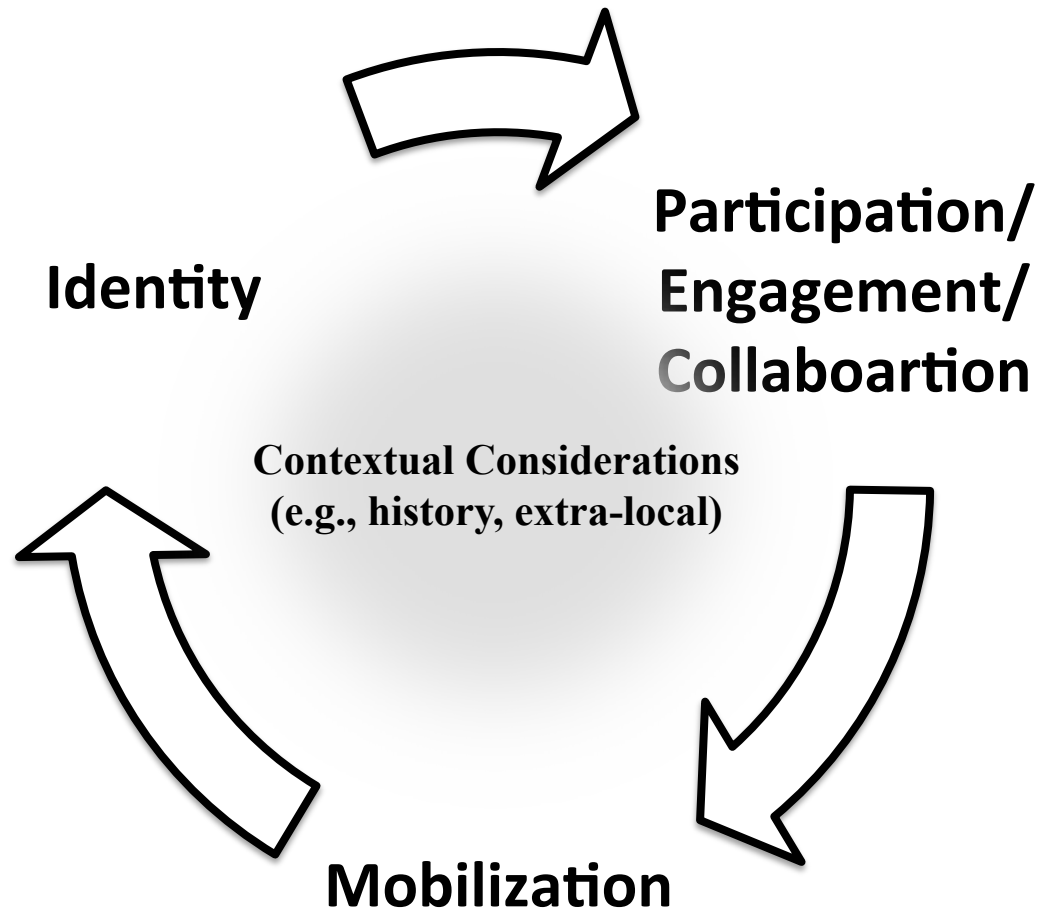 Identity
Participation/
Engagement/
Collaboartion
Contextual Considerations
(e.g., history, extra-local)
Mobilization